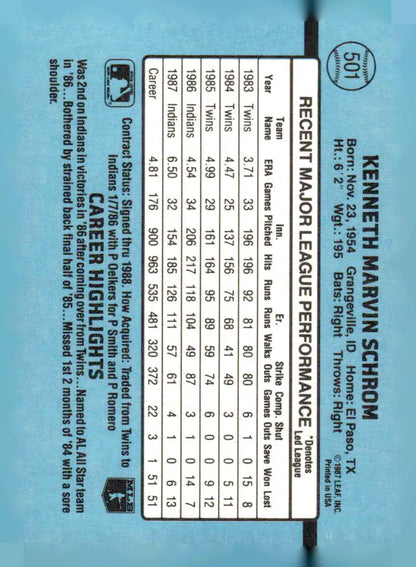 501
KENNETH MARVIN SCHROM
Born: Nov. 23, 1954 Grangeville, ID Home: El Paso, TX
Ht.: 6' 2" Wgt.: 195 Bats: Right Throws: Right
© 1987 LEAF, INC.
Printed in USA
RECENT MAJOR LEAGUE PERFORMANCE *Denotes Led League
Team Inn. Er. Strike Comp. Shut
Year Name ERA Games Pitched Hits Runs Runs Walks Outs Games Outs Save Won Lost
1983 Twins 3.71 33 196 196 92 81 80 80 6 1 0 15 8
1984 Twins 4.47 25 137 156 75 68 41 49 3 0 0 5 11
1985 Twins 4.99 29 161 164 95 89 59 74 6 0 0 9 12
1986 Indians 4.54 34 206 217 118 104 49 87 3 1 0 14 7
1987 Indians 6.50 32 154 185 126 111 57 61 4 1 0 6 13
Career 4.81 176 900 963 535 48 320 372 22 3 1 51 51
Contract Status: Signed thru 1988. How Acquired: Traded from Twins to
Indians 1/7/86 with P Oelkers for P Smith and P Romero
CAREER HIGHLIGHTS
Was 2nd on Indians in victories in '86 after coming over from Twins... Named to AL All Star team
in '86... Bothered by strained back final half of '85... Missed 1st 2 months of '84 with a sore
shoulder.
MLB